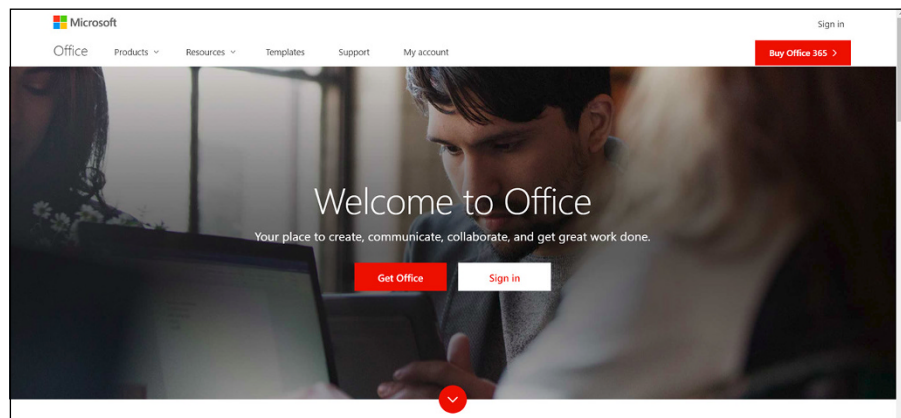 Microsoft
Sign in
Office Products Resources Templates Support My account Buy Office 365
Welcome to Office
Your place to create, communicate, collaborate, and get great work done.
Get Office Sign in